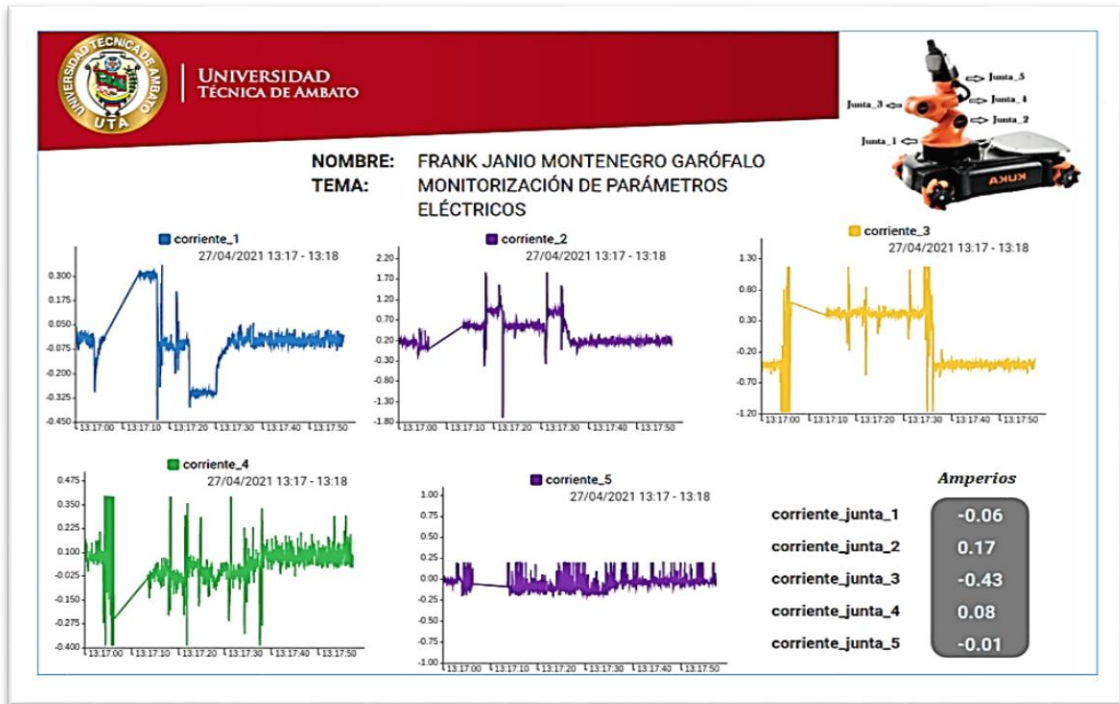 UNIVERSIDAD TÉCNICA DE AMBATO
UTA
UNIVERSIDAD
TÉCNICA DE AMBATO
Junta_5
Junta_4
Junta_3
Junta_2
Junta_1
KUKA
NOMBRE: FRANK JANIO MONTENEGRO GARÓFALO
TEMA: MONITORIZACIÓN DE PARÁMETROS
ELÉCTRICOS
corriente_1
27/04/2021 13:17 - 13:18
0.300
0.175
0.050
-0.075
-0.200
-0.325
-0.450
13:17:00 13:17:10 13:17:20 13:17:30 13:17:40 13:17:50
corriente_2
27/04/2021 13:17 - 13:18
2.20
1.70
1.20
0.70
0.20
-0.30
-0.80
-1.30
-1.80
13:17:00 13:17:10 13:17:20 13:17:30 13:17:40 13:17:50
corriente_3
27/04/2021 13:17 - 13:18
1.30
0.80
0.30
-0.20
-0.70
-1.20
13:17:00 13:17:10 13:17:20 13:17:30 13:17:40 13:17:50
corriente_4
27/04/2021 13:17 - 13:18
0.475
0.350
0.225
0.100
-0.025
-0.150
-0.275
-0.400
13:17:00 13:17:10 13:17:20 13:17:30 13:17:40 13:17:50
corriente_5
27/04/2021 13:17 - 13:18
1.00
0.75
0.50
0.25
0.00
-0.25
-0.50
-0.75
-1.00
13:17:00 13:17:10 13:17:20 13:17:30 13:17:40 13:17:50
Amperios
corriente_junta_1 -0.06
corriente_junta_2 0.17
corriente_junta_3 -0.43
corriente_junta_4 0.08
corriente_junta_5 -0.01